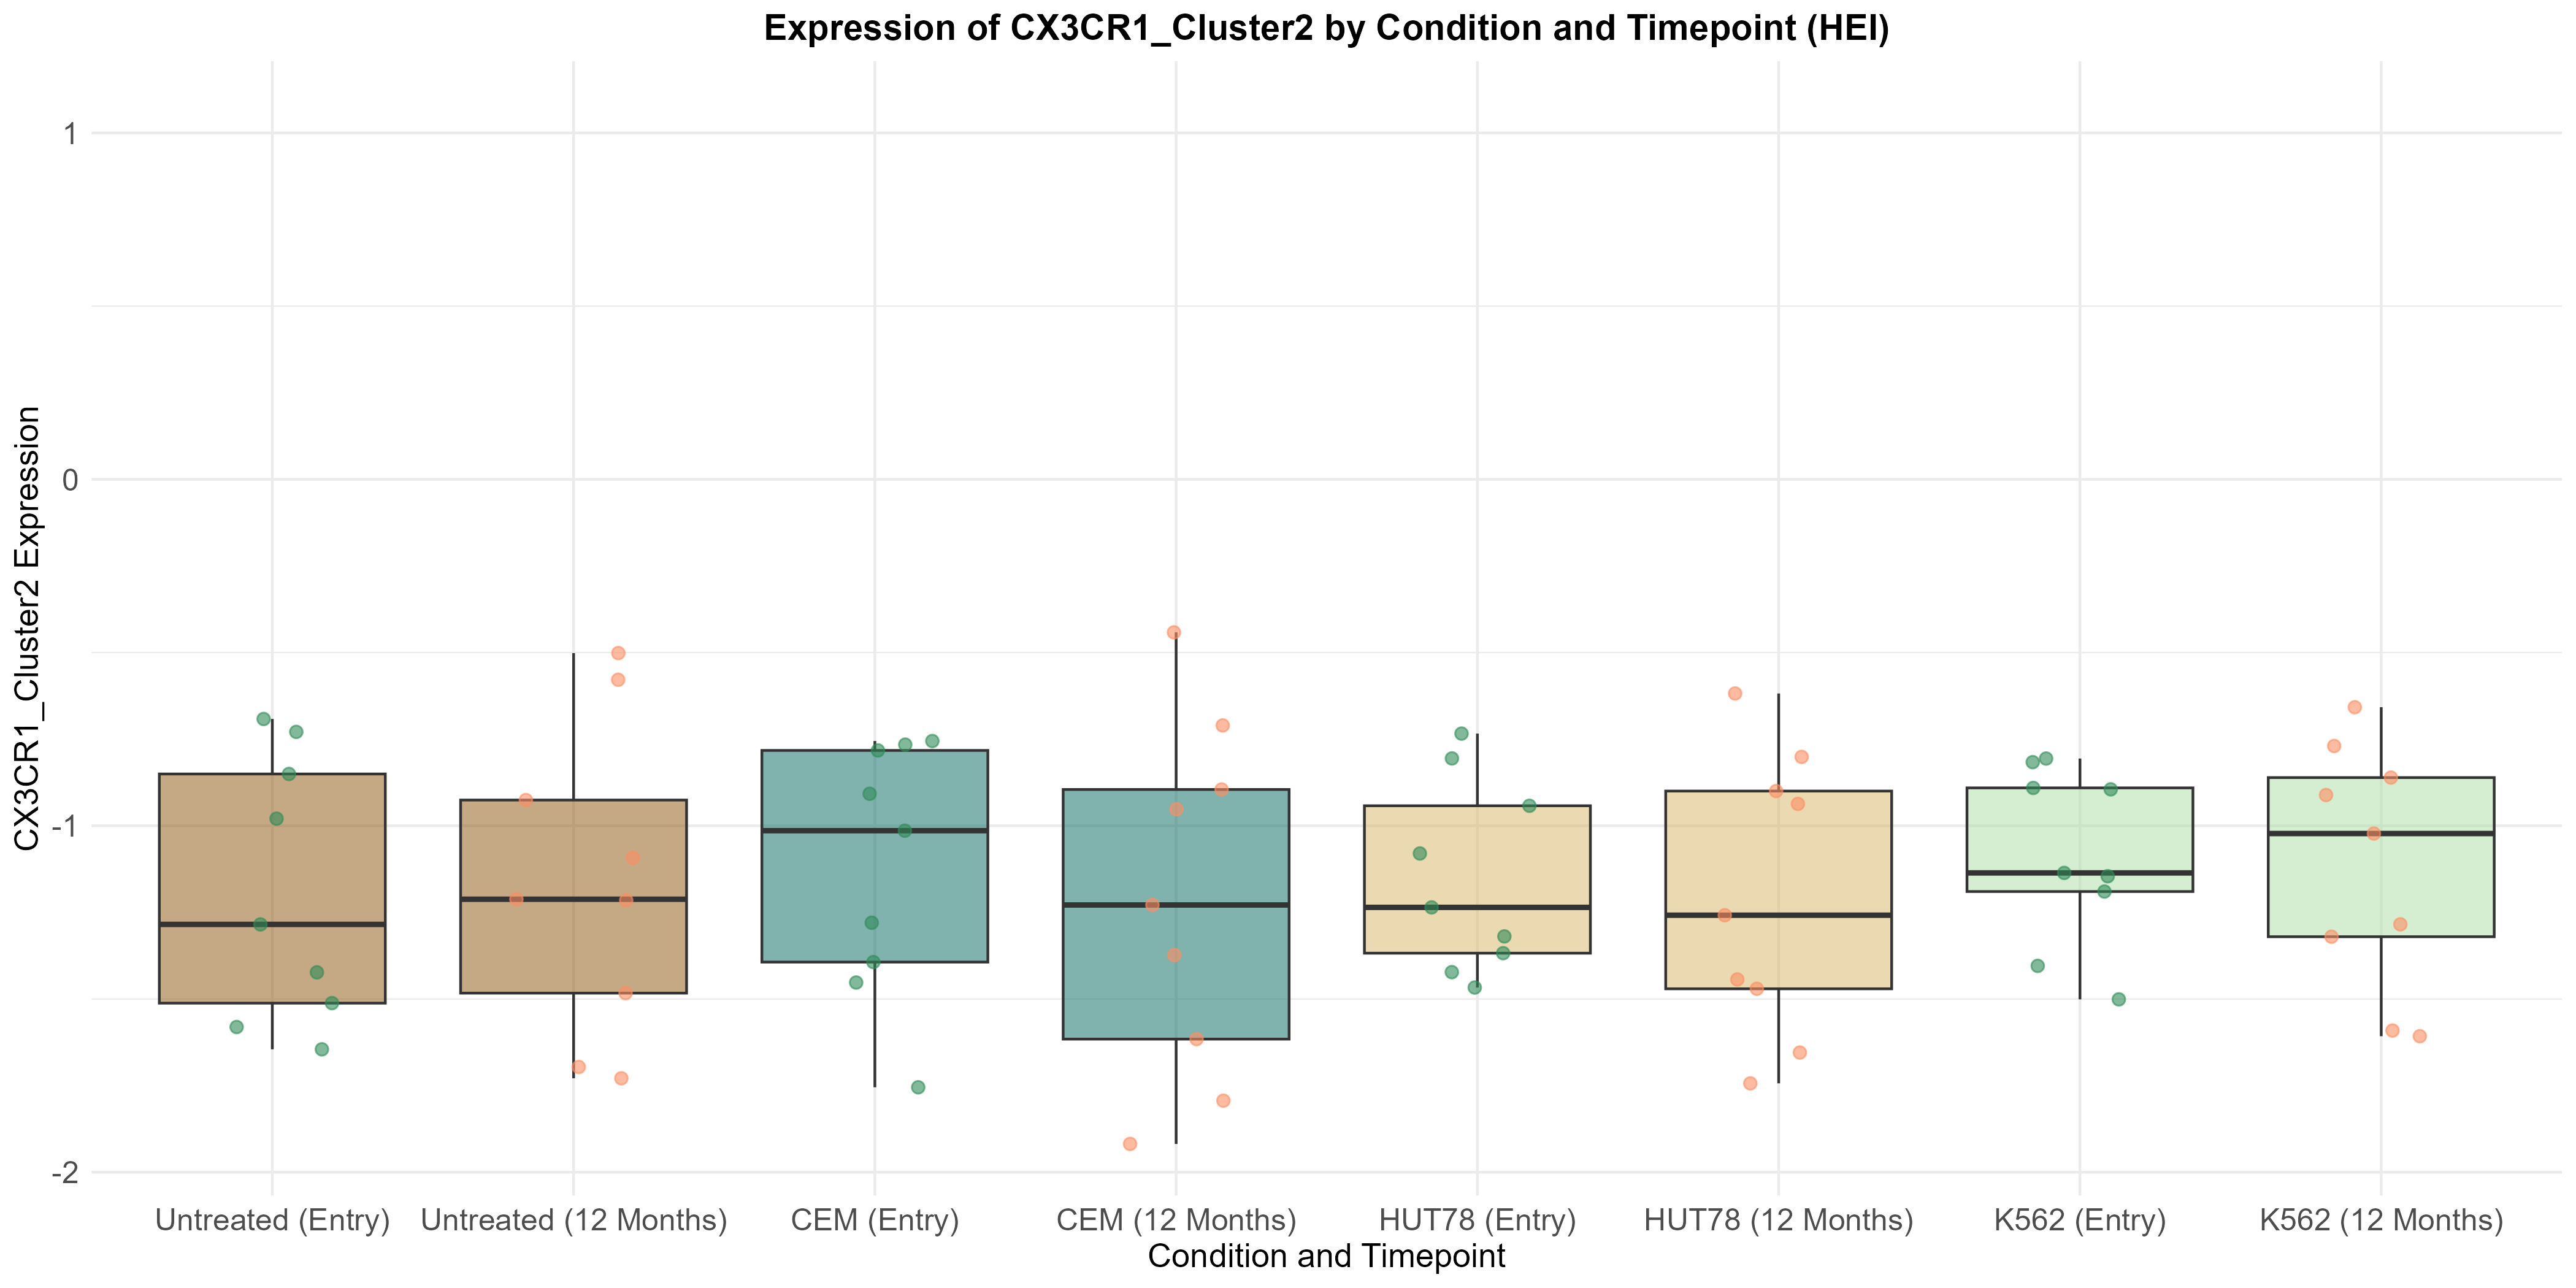 Expression of CX3CR1_Cluster2 by Condition and Timepoint (HEI)
CX3CR1_Cluster2 Expression
1
0
-1
-2
Untreated (Entry)
Untreated (12 Months)
CEM (Entry)
CEM (12 Months)
HUT78 (Entry)
HUT78 (12 Months)
K562 (Entry)
K562 (12 Months)
Condition and Timepoint